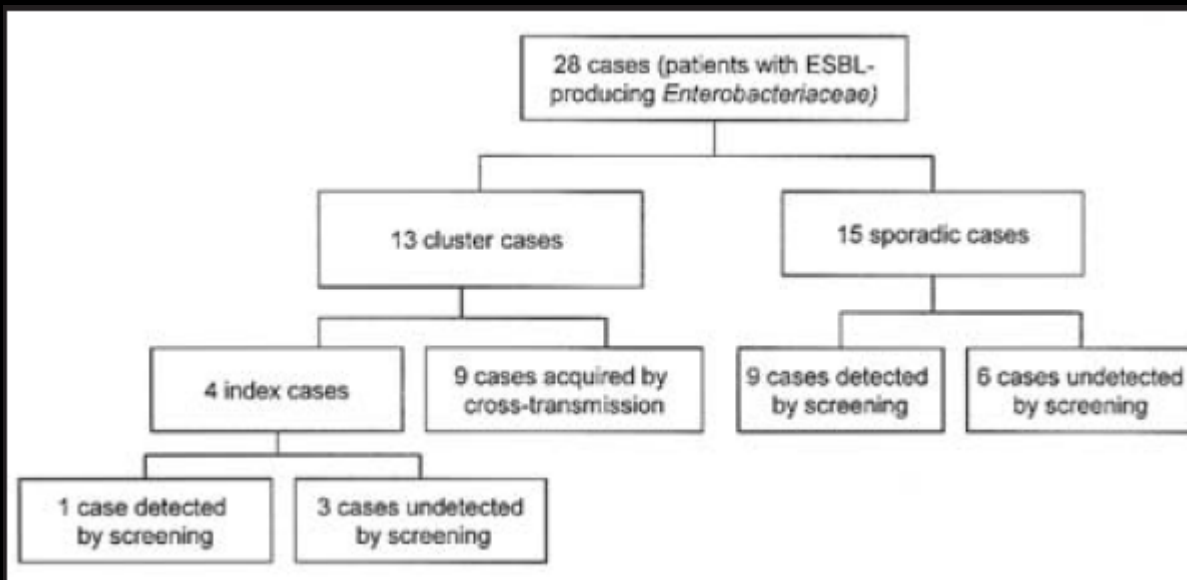 28 cases (patients with ESBL-
producing Enterobacteriaceae)
13 cluster cases
15 sporadic cases
4 index cases
9 cases acquired by
cross-transmission
9 cases detected
by screening
6 cases undetected
by screening
1 case detected
by screening
3 cases undetected
by screening